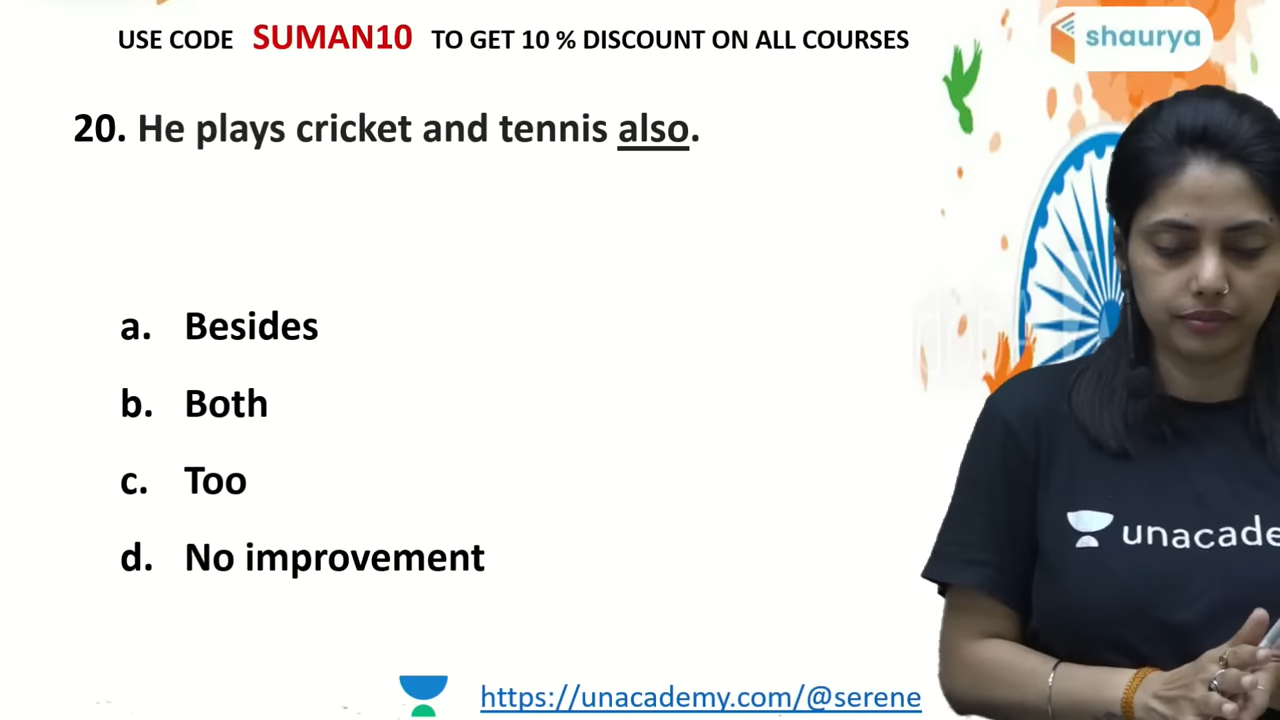 USE CODE SUMAN10 TO GET 10 % DISCOUNT ON ALL COURSES
shaurya
20. He plays cricket and tennis also.
a. Besides
b. Both
c. Too
d. No improvement
unacade
https://unacademy.com/@serene